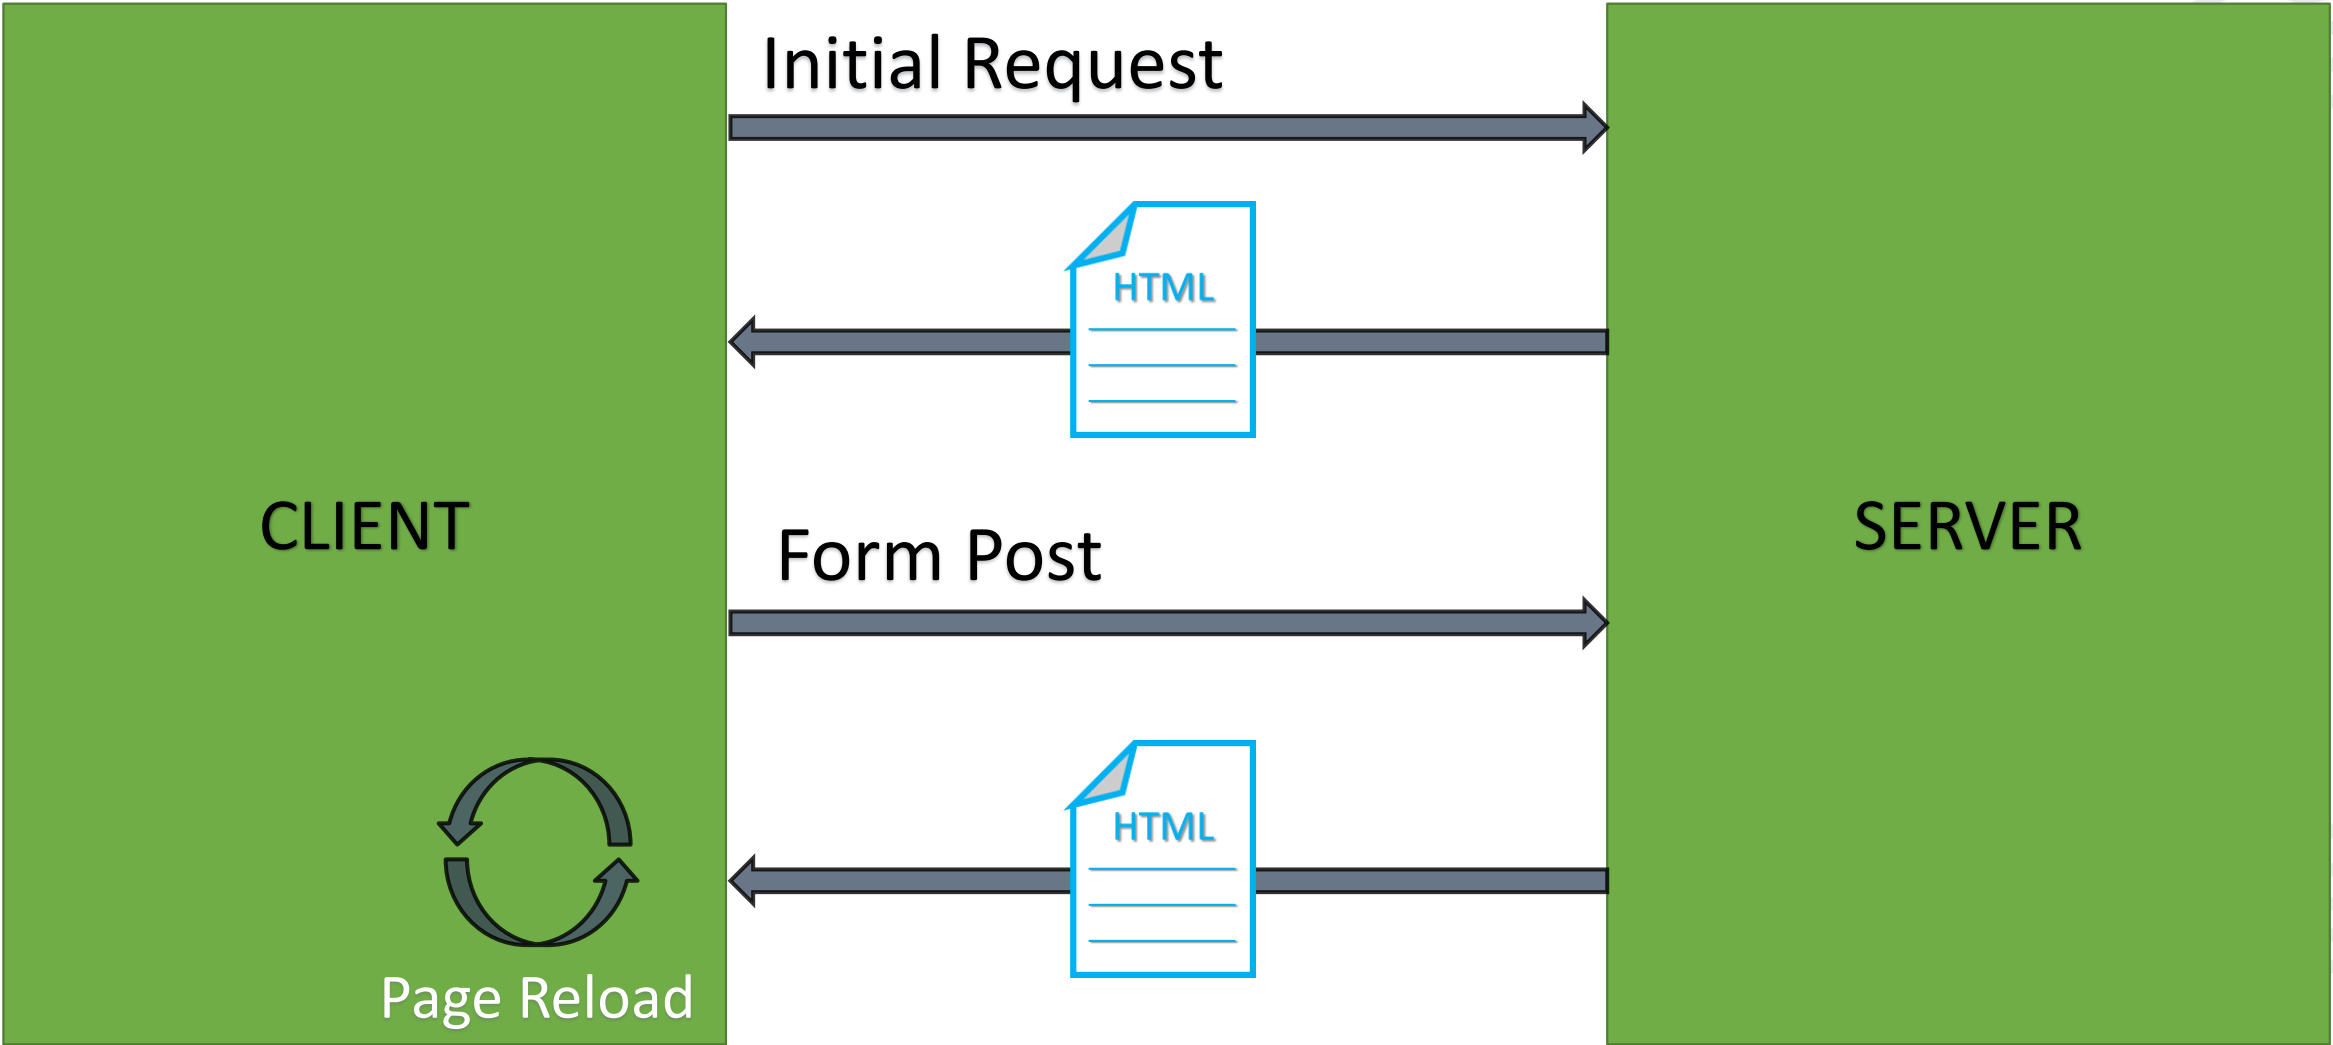 Initial Request
HTML
CLIENT
SERVER
Form Post
HTML
Page Reload